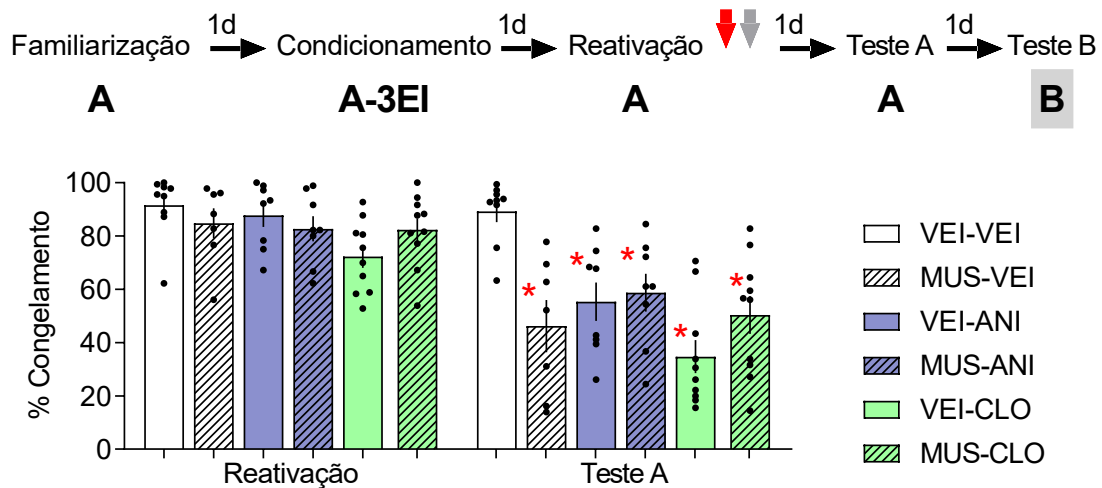 1d 1d 1d 1d
Familiarização Condicionamento Reativação Teste A Teste B
A A-3EI A A B
% Congelamento
100
80
60
40
20
0
* * * * *
Reativação Teste A
VEI-VEI
MUS-VEI
VEI-ANI
MUS-ANI
VEI-CLO
MUS-CLO